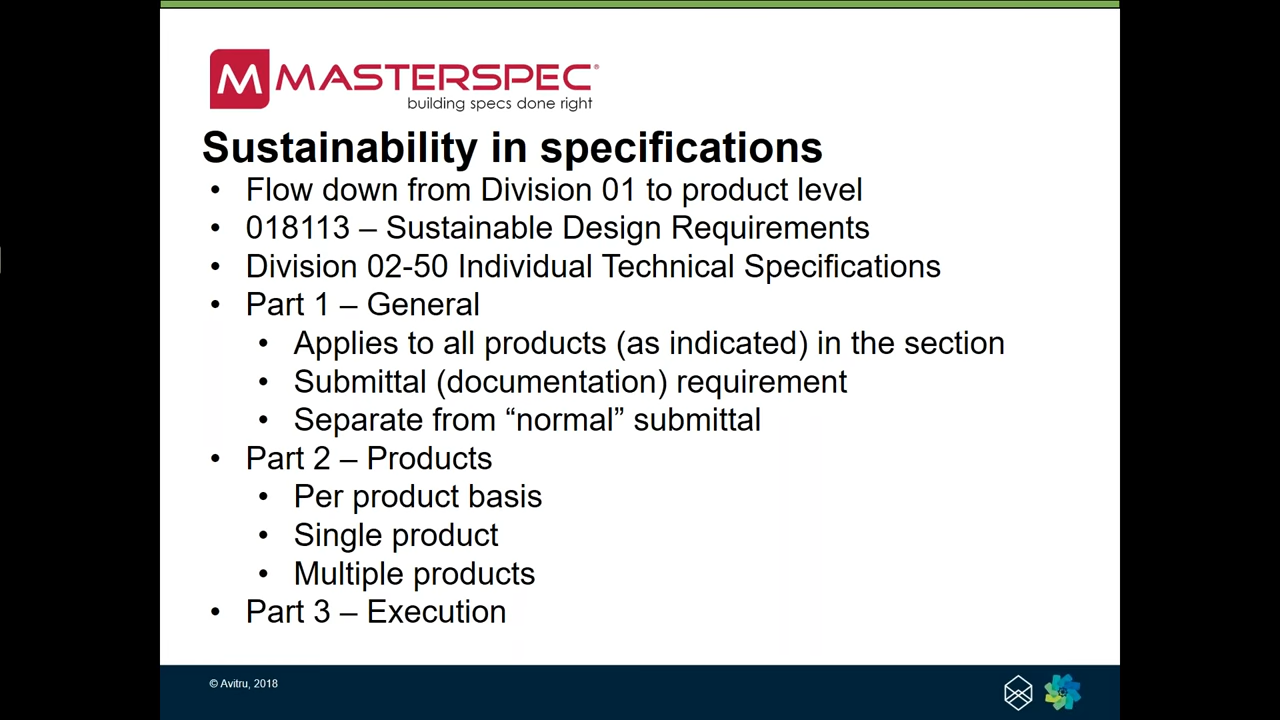 MASTERSPEC®
building specs done right
Sustainability in specifications
• Flow down from Division 01 to product level
• 018113 – Sustainable Design Requirements
• Division 02-50 Individual Technical Specifications
• Part 1 – General
• Applies to all products (as indicated) in the section
• Submittal (documentation) requirement
• Separate from “normal” submittal
• Part 2 – Products
• Per product basis
• Single product
• Multiple products
• Part 3 – Execution
© Avitru, 2018